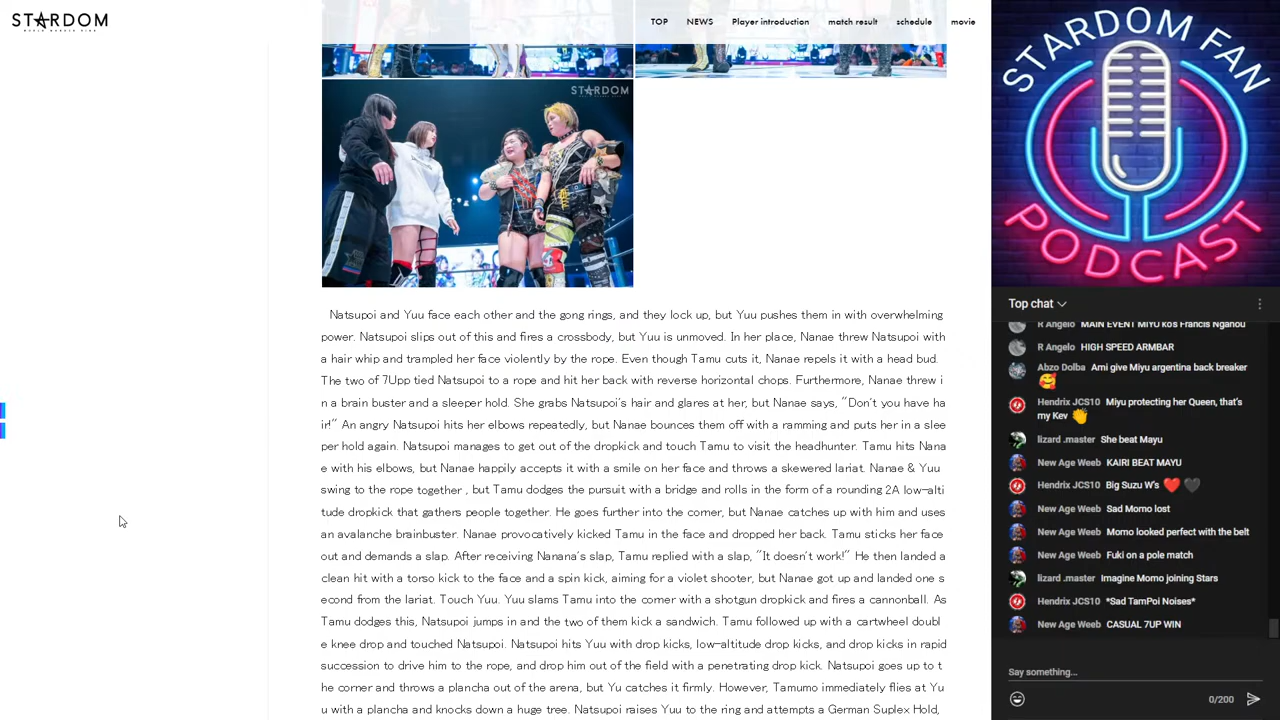 STARDOM
TOP NEWS Player introduction match result schedule movie
STARDOM
Natsupoi and Yuu face each other and the gong rings, and they lock up, but Yuu pushes them in with overwhelming
power. Natsupoi slips out of this and fires a crossbody, but Yuu is unmoved. In her place, Nanae threw Natsupoi with
a hair whip and trampled her face violently by the rope. Even though Tamu cuts it, Nanae repels it with a head bud.
The two of 7Upp tied Natsupoi to a rope and hit her back with reverse horizontal chops. Furthermore, Nanae threw i
n a brain buster and a sleeper hold. She grabs Natsupoi's hair and glares at her, but Nanae says, "Don't you have ha
ir!" An angry Natsupoi hits her elbows repeatedly, but Nanae bounces them off with a ramming and puts her in a slee
per hold again. Natsupoi manages to get out of the dropkick and touch Tamu to visit the headhunter. Tamu hits Nana
e with his elbows, but Nanae happily accepts it with a smile on her face and throws a skewered lariat. Nanae & Yuu
swing to the rope together , but Tamu dodges the pursuit with a bridge and rolls in the form of a rounding 2A low-alti
tude dropkick that gathers people together. He goes further into the corner, but Nanae catches up with him and uses
an avalanche brainbuster. Nanae provocatively kicked Tamu in the face and dropped her back. Tamu sticks her face
out and demands a slap. After receiving Nanana's slap, Tamu replied with a slap, "It doesn't work!" He then landed a
clean hit with a torso kick to the face and a spin kick, aiming for a violet shooter, but Nanae got up and landed one s
econd from the lariat. Touch Yuu. Yuu slams Tamu into the corner with a shotgun dropkick and fires a cannonball. As
Tamu dodges this, Natsupoi jumps in and the two of them kick a sandwich. Tamu followed up with a cartwheel doubl
e knee drop and touched Natsupoi. Natsupoi hits Yuu with drop kicks, low-altitude drop kicks, and drop kicks in rapid
succession to drive him to the rope, and drop him out of the field with a penetrating drop kick. Natsupoi goes up to t
he corner and throws a plancha out of the arena, but Yu catches it firmly. However, Tamumo immediately flies at Yu
u with a plancha and knocks down a huge tree. Natsupoi raises Yuu to the ring and attempts a German Suplex Hold,
STARDOM FAN
PODCAST
Top chat
R Angelo MAIN EVENT MIYU ko's Francis Nganou
R Angelo HIGH SPEED ARMBAR
Abzo Dolba Ami give Miyu argentina back breaker
Hendrix JCS10 Miyu protecting her Queen, that's
my Kev
lizard .master She beat Mayu
New Age Weeb KAIRI BEAT MAYU
Hendrix JCS10 Big Suzu W's
New Age Weeb Sad Momo lost
New Age Weeb Momo looked perfect with the belt
New Age Weeb Fuki on a pole match
lizard .master Imagine Momo joining Stars
Hendrix JCS10 *Sad TamPoi Noises*
New Age Weeb CASUAL 7UP WIN
Say something...
0/200